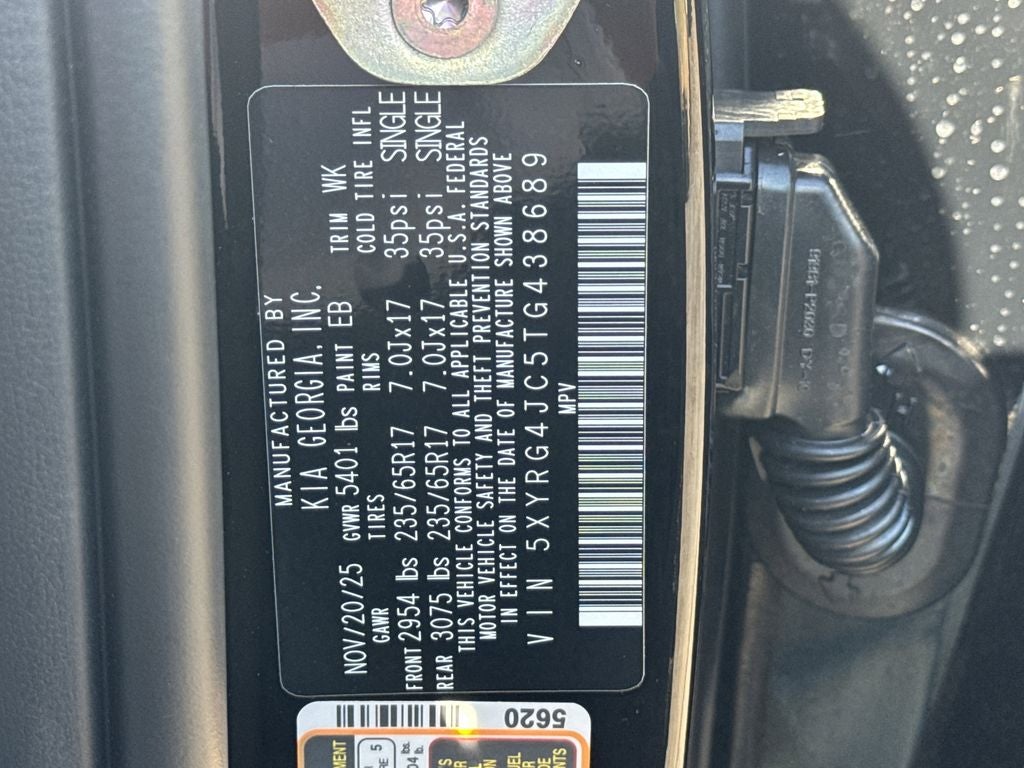 MANUFACTURED BY
KIA GEORGIA, INC.
NOV/20/25 GVWR 5401 lbs PAINT EB TRIM WK
GAWR TIRES RIMS COLD TIRE INFL
FRONT 2954 lbs 235/65R17 7.0Jx17 35psi SINGLE
REAR 3075 lbs 235/65R17 7.0Jx17 35psi SINGLE
THIS VEHICLE CONFORMS TO ALL APPLICABLE U.S.A. FEDERAL
MOTOR VEHICLE SAFETY AND THEFT PREVENTION STANDARDS
IN EFFECT ON THE DATE OF MANUFACTURE SHOWN ABOVE
VIN 5XYRG4JC5TG438689
MPV
5620